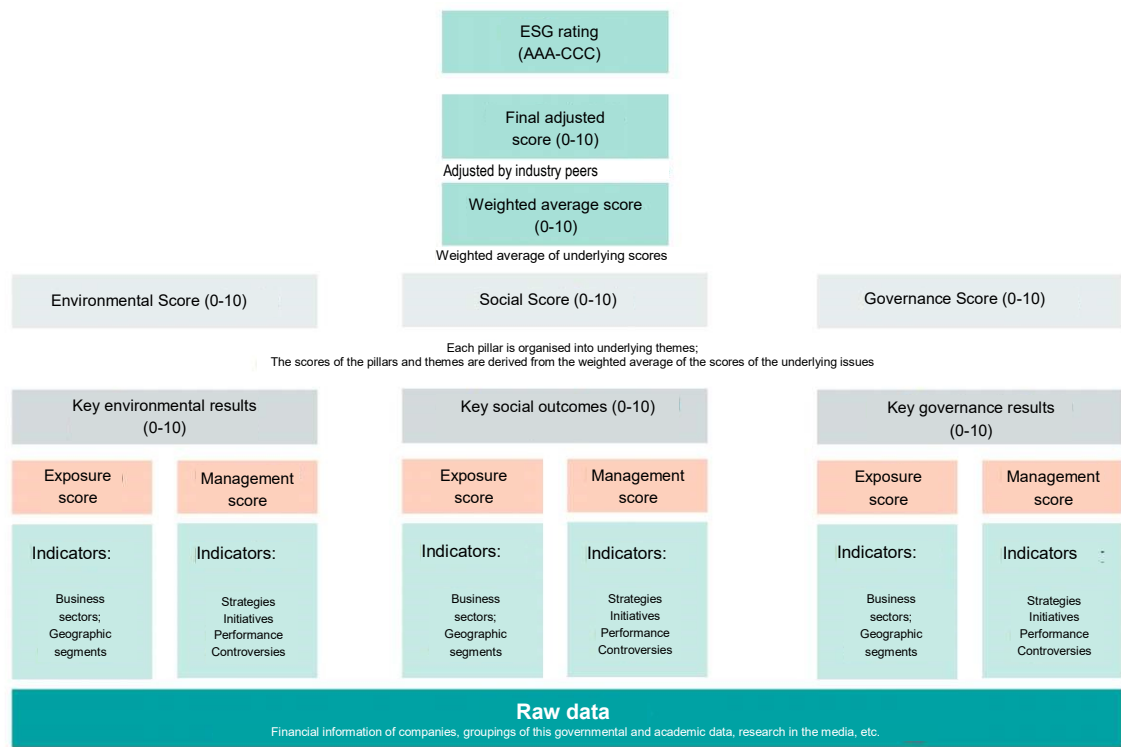 ESG rating
(AAA-CCC)
Final adjusted
score (0-10)
Adjusted by industry peers
Weighted average score
(0-10)
Weighted average of underlying scores
Environmental Score (0-10)
Social Score (0-10)
Governance Score (0-10)
Each pillar is organised into underlying themes;
The scores of the pillars and themes are derived from the weighted average of the scores of the underlying issues
Key environmental results
(0-10)
Key social outcomes (0-10)
Key governance results
(0-10)
Exposure
score
Management
score
Exposure
score
Management
score
Exposure
score
Management
score
Indicators:
Business
sectors;
Geographic
segments
Indicators:
Strategies
Initiatives
Performance
Controversies
Indicators:
Business
sectors;
Geographic
segments
Indicators:
Strategies
Initiatives
Performance
Controversies
Indicators:
Business
sectors;
Geographic
segments
Indicators
Strategies
Initiatives
Performance
Controversies
Raw data
Financial information of companies, groupings of this governmental and academic data, research in the media, etc.